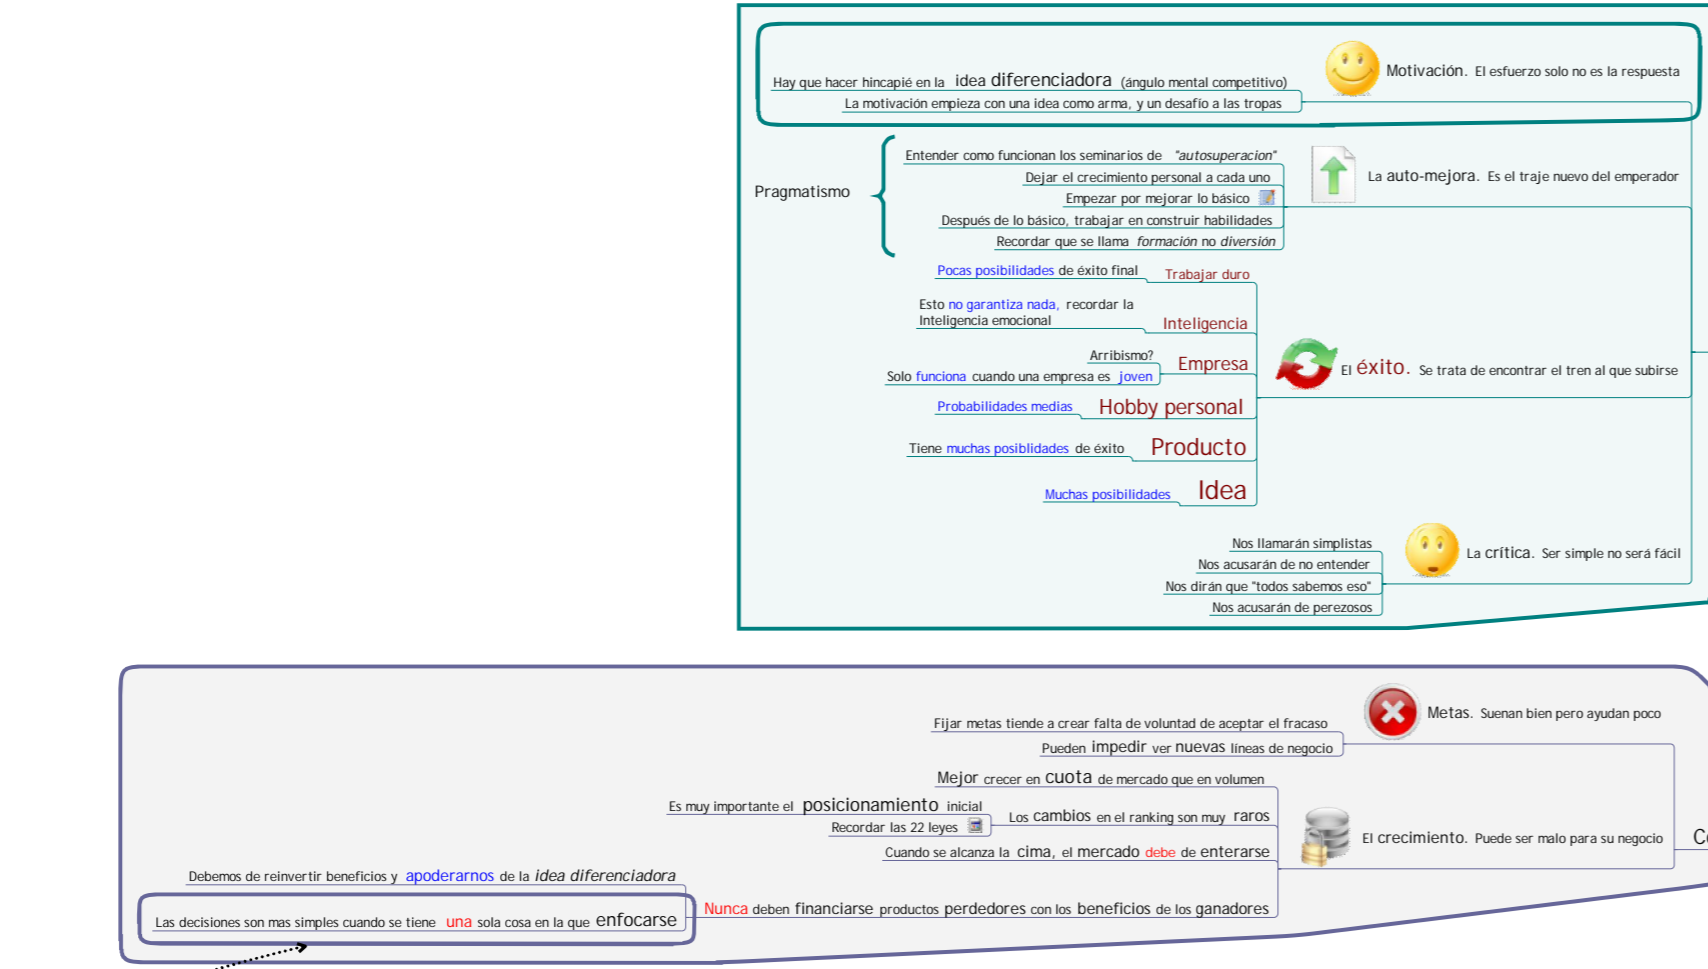 Motivación. El esfuerzo solo no es la respuesta
Hay que hacer hincapié en la idea diferenciadora (ángulo mental competitivo)
La motivación empieza con una idea como arma, y un desafío a las tropas
La auto-mejora. Es el traje nuevo del emperador
Pragmatismo
Entender como funcionan los seminarios de "autosuperacion"
Dejar el crecimiento personal a cada uno
Empezar por mejorar lo básico
Después de lo básico, trabajar en construir habilidades
Recordar que se llama formación no diversión
El éxito. Se trata de encontrar el tren al que subirse
Trabajar duro
Pocas posibilidades de éxito final
Inteligencia
Esto no garantiza nada, recordar la
Inteligencia emocional
Empresa
Arribismo?
Solo funciona cuando una empresa es joven
Hobby personal
Probabilidades medias
Producto
Tiene muchas posiblidades de éxito
Idea
Muchas posibilidades
La crítica. Ser simple no será fácil
Nos llamarán simplistas
Nos acusarán de no entender
Nos dirán que "todos sabemos eso"
Nos acusarán de perezosos
Metas. Suenan bien pero ayudan poco
Fijar metas tiende a crear falta de voluntad de aceptar el fracaso
Pueden impedir ver nuevas líneas de negocio
El crecimiento. Puede ser malo para su negocio
Mejor crecer en cuota de mercado que en volumen
Los cambios en el ranking son muy raros
Es muy importante el posicionamiento inicial
Recordar las 22 leyes
Cuando se alcanza la cima, el mercado debe de enterarse
Nunca deben financiarse productos perdedores con los beneficios de los ganadores
Debemos de reinvertir beneficios y apoderarnos de la idea diferenciadora
Las decisiones son mas simples cuando se tiene una sola cosa en la que enfocarse